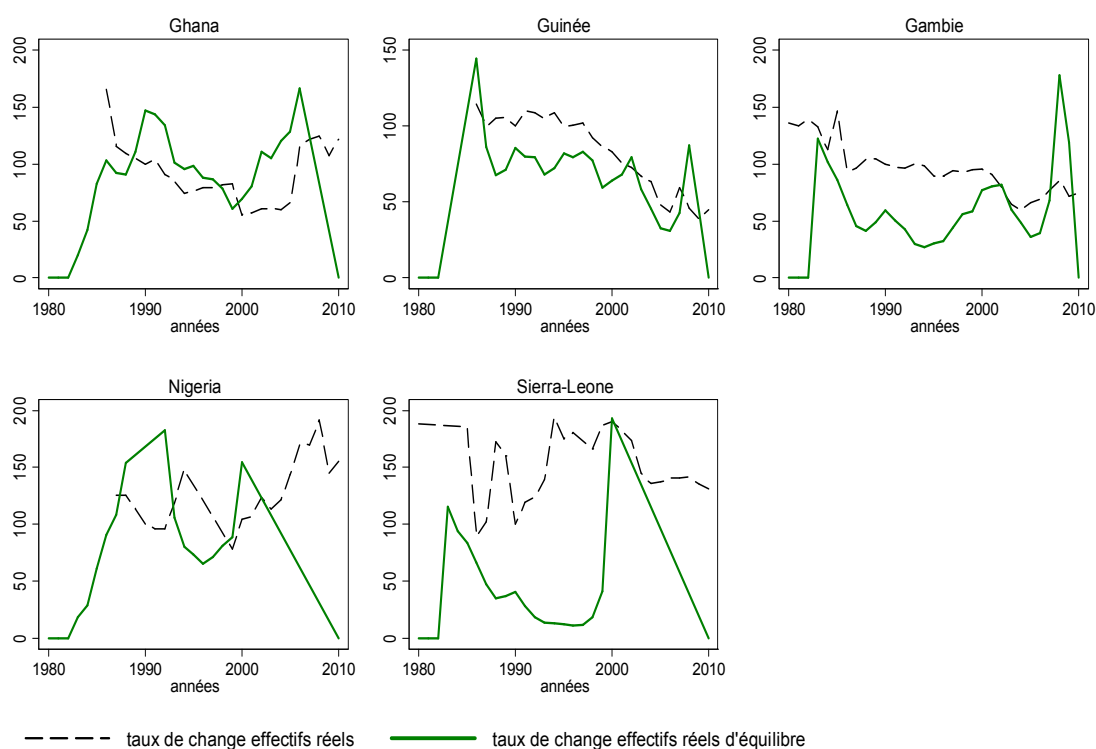 Ghana
Guinée
Gambie
0 50 100 150 200
1980 1990 2000 2010
années
0 50 100 150
1980 1990 2000 2010
années
0 50 100 150 200
1980 1990 2000 2010
années
Nigeria
Sierra-Leone
0 50 100 150 200
1980 1990 2000 2010
années
0 50 100 150 200
1980 1990 2000 2010
années
taux de change effectifs réels
taux de change effectifs réels d'équilibre